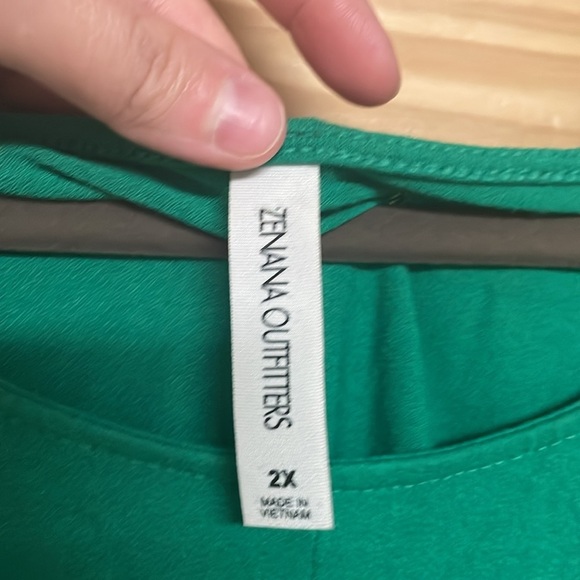 ZENANA OUTFITTERS
2X
MADE IN
VIETNAM